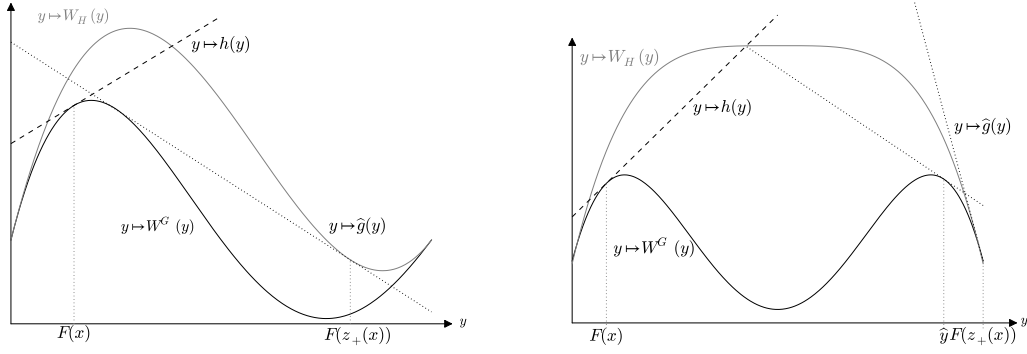 y ↦ W_H (y)
y ↦ h(y)
y ↦ W^G (y)
y ↦ ĝ(y)
F(x)
F(z_+(x))
y
y ↦ W_H (y)
y ↦ h(y)
y ↦ ĝ(y)
y ↦ W^G (y)
F(x)
ŷ F(z_+(x))
y